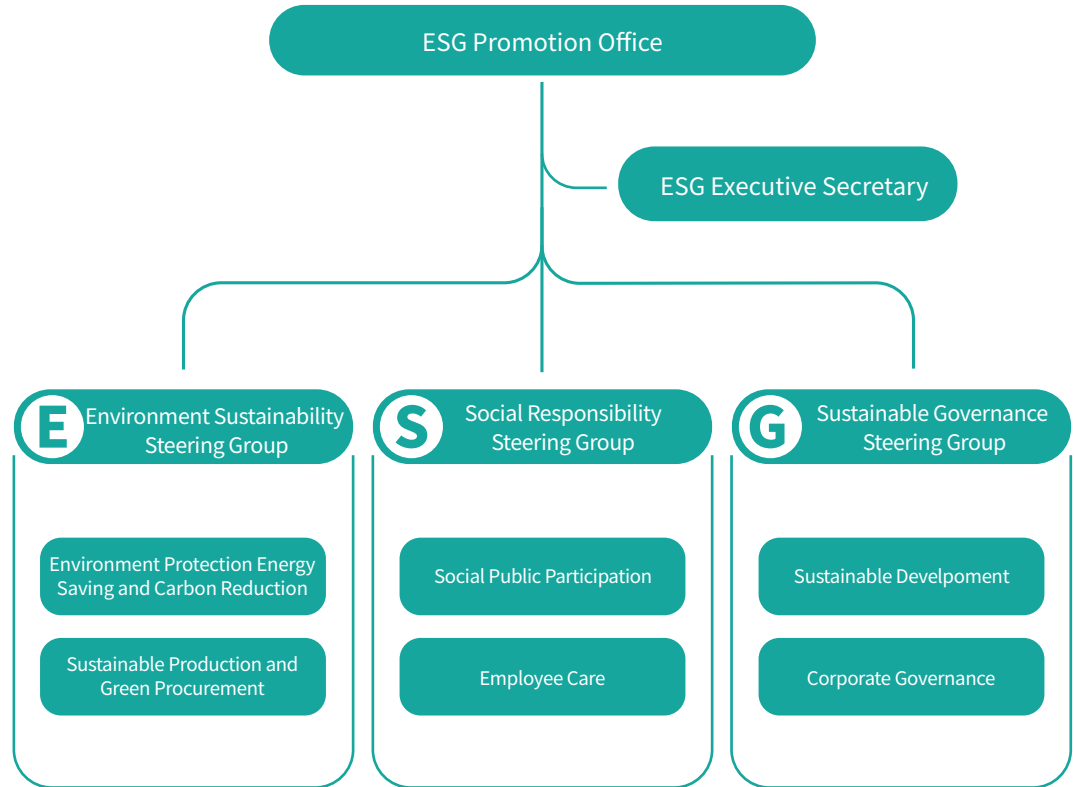 ESG Promotion Office
ESG Executive Secretary
E
Environment Sustainability
Steering Group
Environment Protection Energy
Saving and Carbon Reduction
Sustainable Production and
Green Procurement
S
Social Responsibility
Steering Group
Social Public Participation
Employee Care
G
Sustainable Governance
Steering Group
Sustainable Develpoment
Corporate Governance